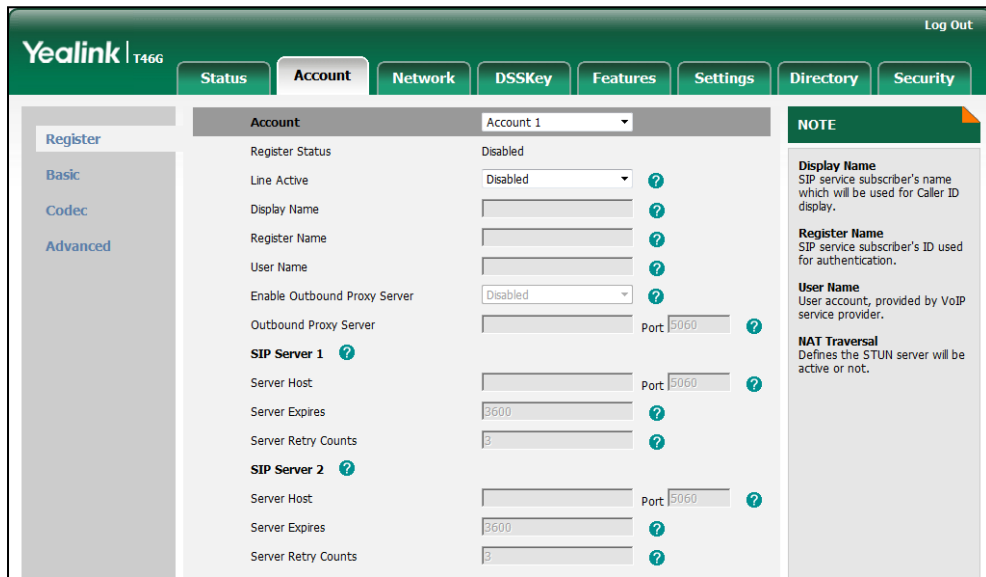 Log Out
Yealink | T46G
Status Account Network DSSKey Features Settings Directory Security
Register
Basic
Codec
Advanced
Account Account 1
Register Status Disabled
Line Active Disabled ?
Display Name ?
Register Name ?
User Name ?
Enable Outbound Proxy Server Disabled ?
Outbound Proxy Server Port 5060 ?
SIP Server 1 ?
Server Host Port 5060 ?
Server Expires 3600 ?
Server Retry Counts 3 ?
SIP Server 2 ?
Server Host Port 5060 ?
Server Expires 3600 ?
Server Retry Counts 3 ?
NOTE
Display Name
SIP service subscriber's name
which will be used for Caller ID
display.
Register Name
SIP service subscriber's ID used
for authentication.
User Name
User account, provided by VoIP
service provider.
NAT Traversal
Defines the STUN server will be
active or not.